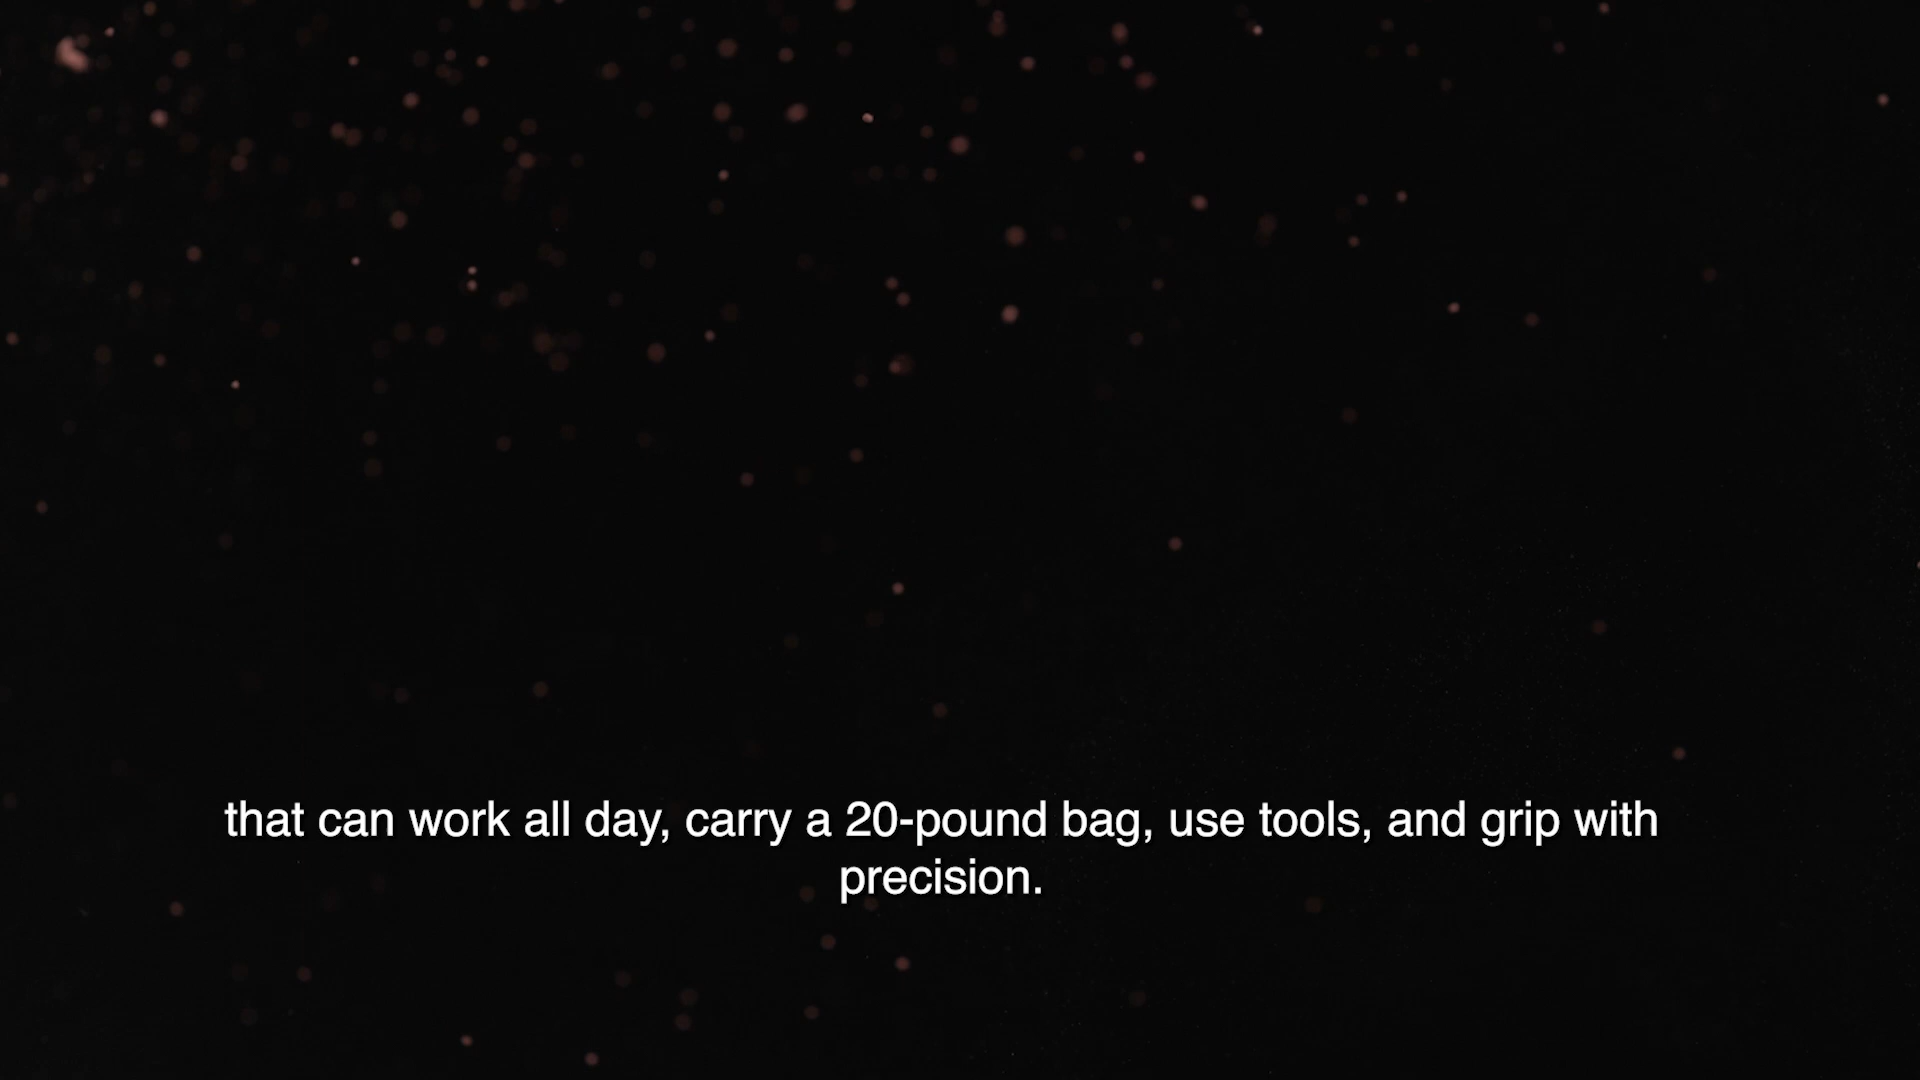 that can work all day, carry a 20-pound bag, use tools, and grip with
precision.